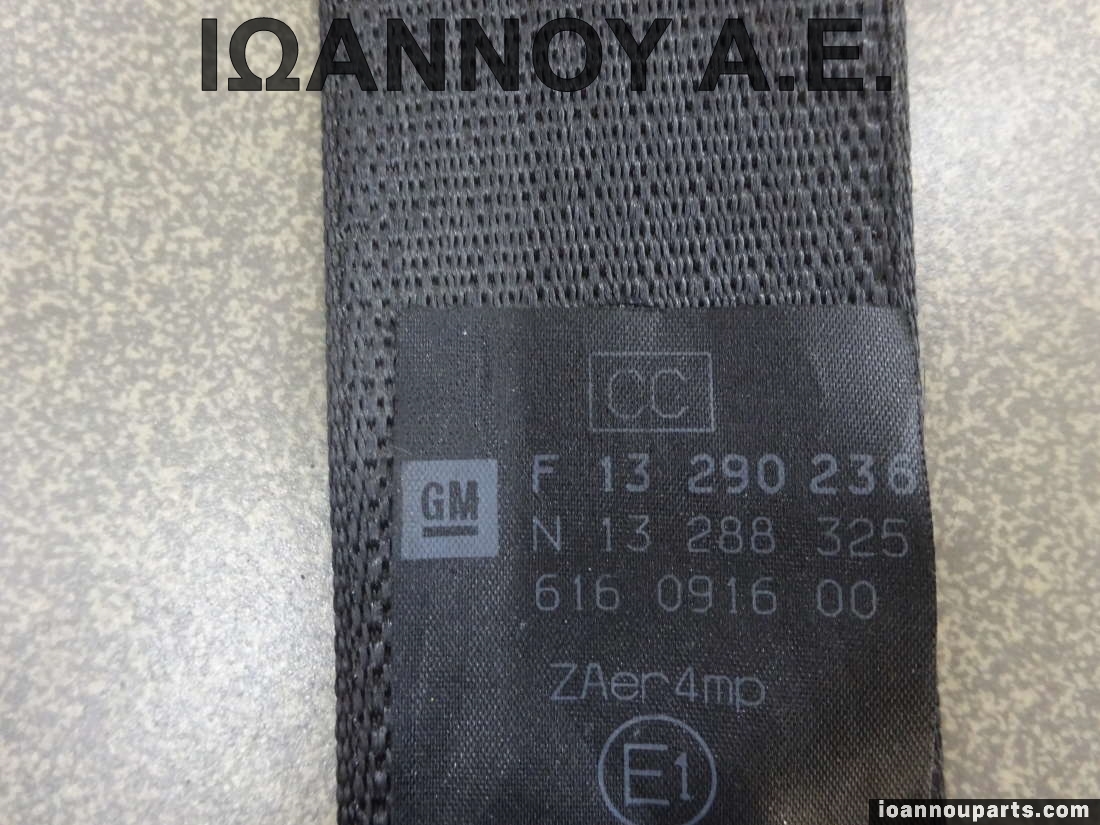 ΙΩΑΝΝΟΥ Α.Ε.
CC
GM
F 13 290 236
N 13 288 325
616 0916 00
ZAer4mp
E1
ioannouparts.com